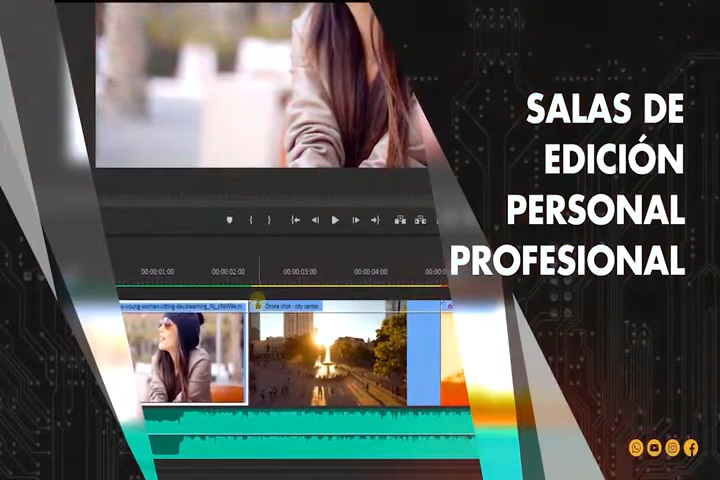 SALAS DE
EDICIÓN
PERSONAL
PROFESIONAL
00:00:01:00
00:00:02:00
00:00:03:00
00:00:04:00
Drone shot - city center